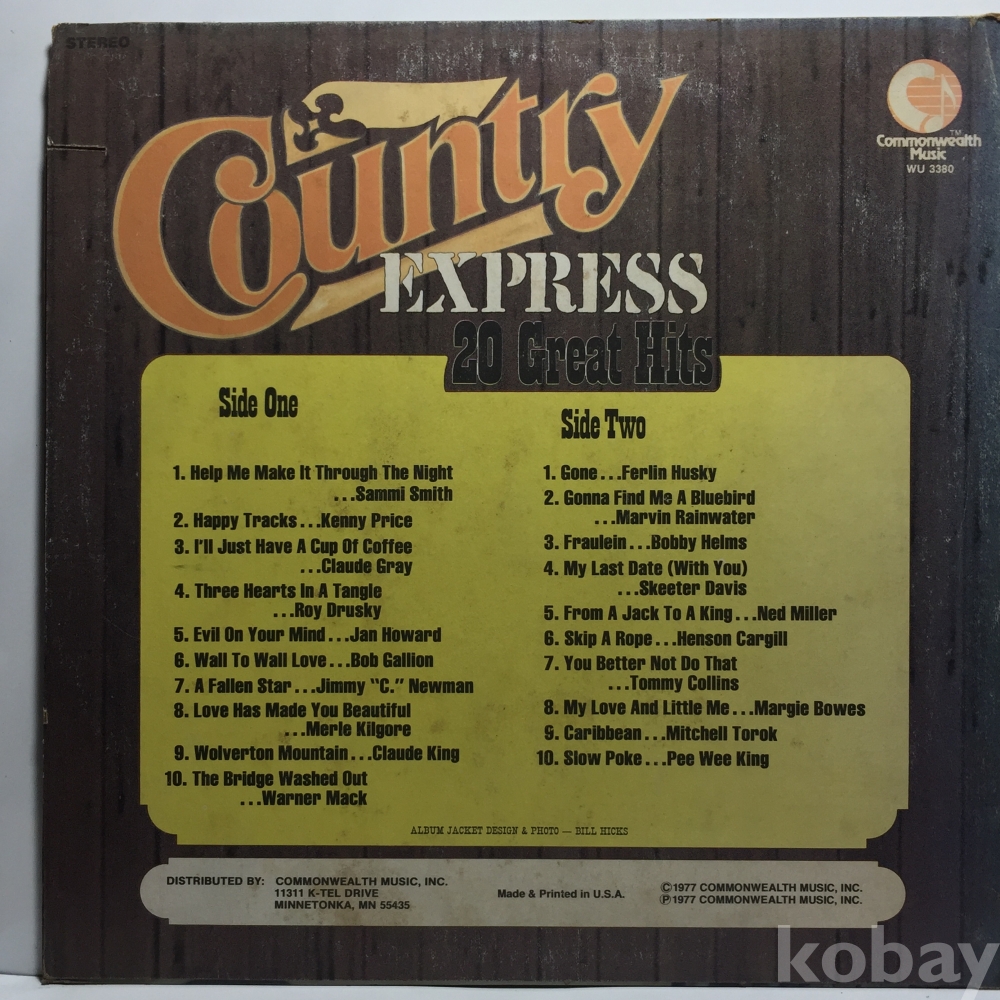 STEREO
Country
EXPRESS
20 Great Hits
Commonwealth™
Music
WU 3380
Side One
1. Help Me Make It Through The Night
...Sammi Smith
2. Happy Tracks...Kenny Price
3. I'll Just Have A Cup Of Coffee
...Claude Gray
4. Three Hearts In A Tangle
...Roy Drusky
5. Evil On Your Mind...Jan Howard
6. Wall To Wall Love...Bob Gallion
7. A Fallen Star...Jimmy "C." Newman
8. Love Has Made You Beautiful
...Merle Kilgore
9. Wolverton Mountain...Claude King
10. The Bridge Washed Out
...Warner Mack
Side Two
1. Gone...Ferlin Husky
2. Gonna Find Me A Bluebird
...Marvin Rainwater
3. Fraulein...Bobby Helms
4. My Last Date (With You)
...Skeeter Davis
5. From A Jack To A King...Ned Miller
6. Skip A Rope...Henson Cargill
7. You Better Not Do That
...Tommy Collins
8. My Love And Little Me...Margie Bowes
9. Caribbean...Mitchell Torok
10. Slow Poke...Pee Wee King
ALBUM JACKET DESIGN & PHOTO — BILL HICKS
DISTRIBUTED BY: COMMONWEALTH MUSIC, INC.
11311 K-TEL DRIVE
MINNETONKA, MN 55435
Made & Printed in U.S.A.
©1977 COMMONWEALTH MUSIC, INC.
℗1977 COMMONWEALTH MUSIC, INC.
kobay